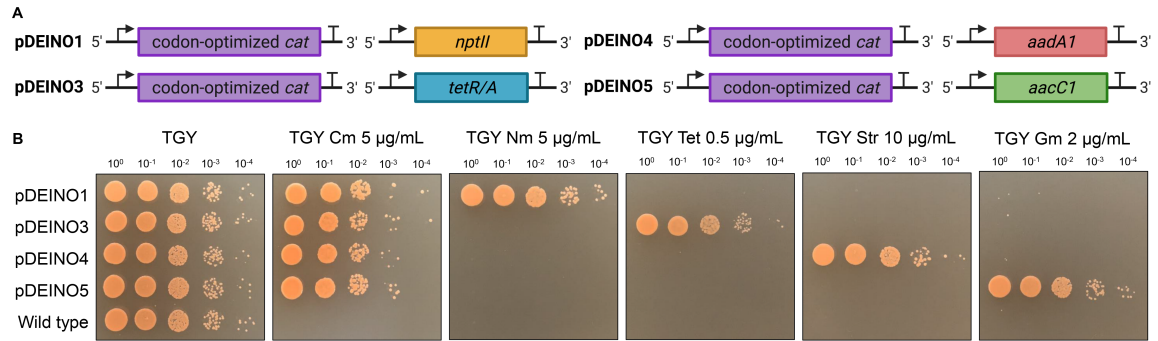 A
pDEINO1 5' codon-optimized cat 3' 5' nptII 3' pDEINO4 5' codon-optimized cat 3' 5' aadA1 3'
pDEINO3 5' codon-optimized cat 3' 5' tetR/A 3' pDEINO5 5' codon-optimized cat 3' 5' aacC1 3'
B TGY TGY Cm 5 µg/mL TGY Nm 5 µg/mL TGY Tet 0.5 µg/mL TGY Str 10 µg/mL TGY Gm 2 µg/mL
10⁰ 10⁻¹ 10⁻² 10⁻³ 10⁻⁴ 10⁰ 10⁻¹ 10⁻² 10⁻³ 10⁻⁴ 10⁰ 10⁻¹ 10⁻² 10⁻³ 10⁻⁴ 10⁰ 10⁻¹ 10⁻² 10⁻³ 10⁻⁴ 10⁰ 10⁻¹ 10⁻² 10⁻³ 10⁻⁴ 10⁰ 10⁻¹ 10⁻² 10⁻³ 10⁻⁴
pDEINO1
pDEINO3
pDEINO4
pDEINO5
Wild type